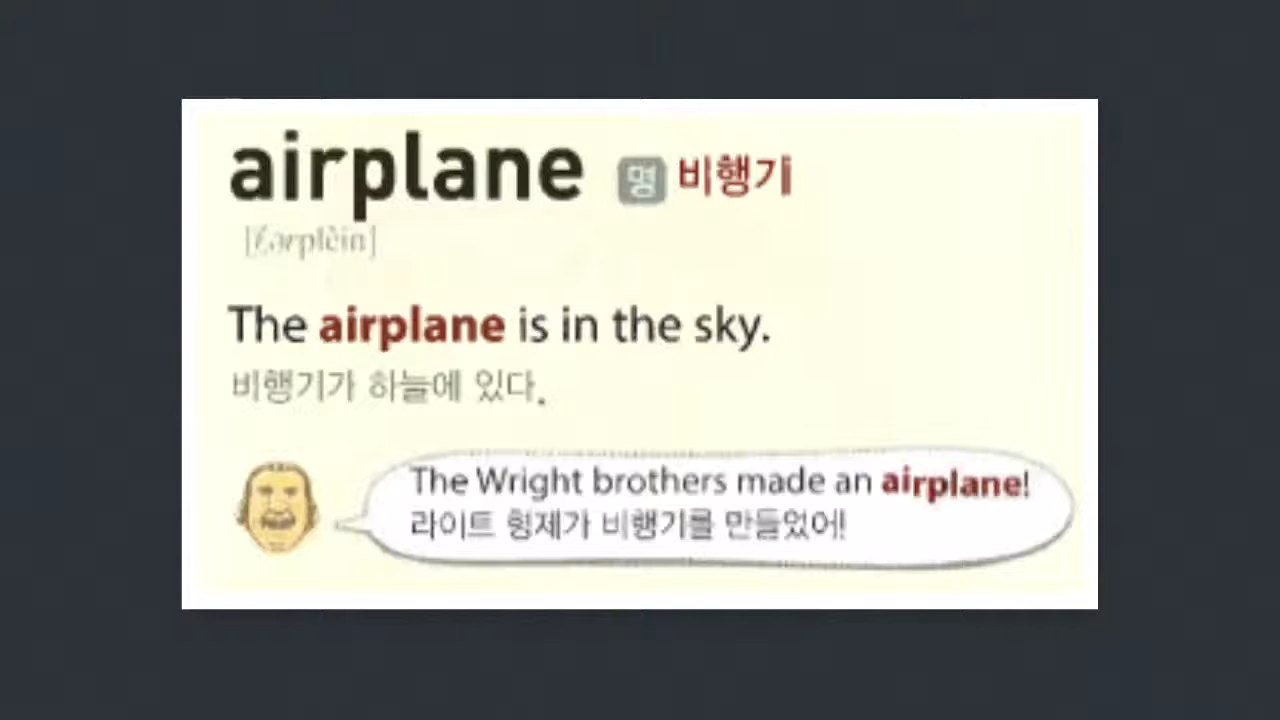 airplane 명 비행기
[ɛ́ərplèin]
The airplane is in the sky.
비행기가 하늘에 있다.
The Wright brothers made an airplane!
라이트 형제가 비행기를 만들었어!